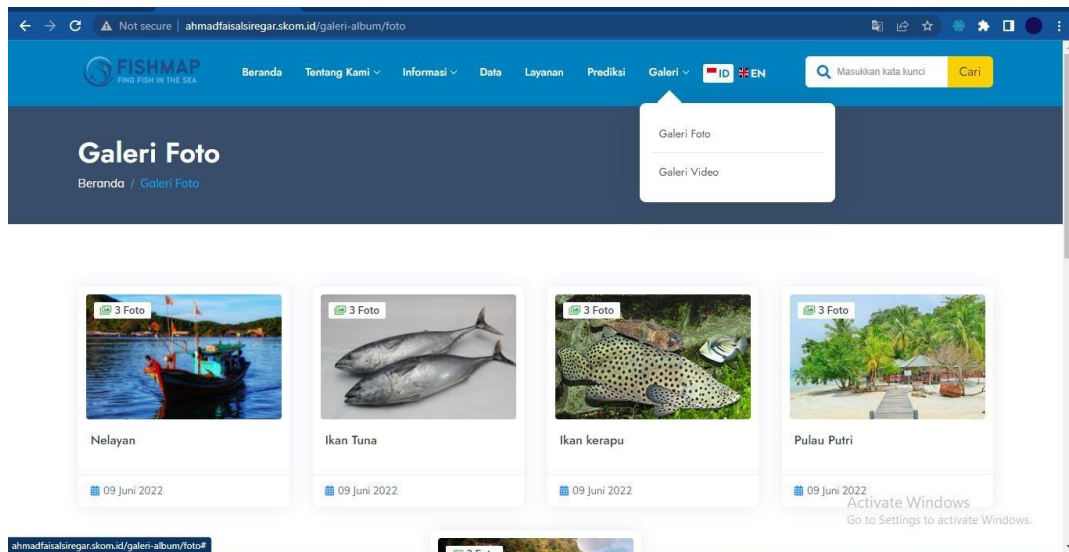 Not secure | ahmadfaisalsiregar.skom.id/galeri-album/foto
FISHMAP
FIND FISH IN THE SEA
Beranda Tentang Kami Informasi Data Layanan Prediksi Galeri ID EN
Masukkan kata kunci Cari
Galeri Foto
Galeri Video
Galeri Foto
Beranda / Galeri Foto
3 Foto
Nelayan
09 Juni 2022
3 Foto
Ikan Tuna
09 Juni 2022
3 Foto
Ikan kerapu
09 Juni 2022
3 Foto
Pulau Putri
09 Juni 2022
Activate Windows
Go to Settings to activate Windows.
ahmadfaisalsiregar.skom.id/galeri-album/foto#